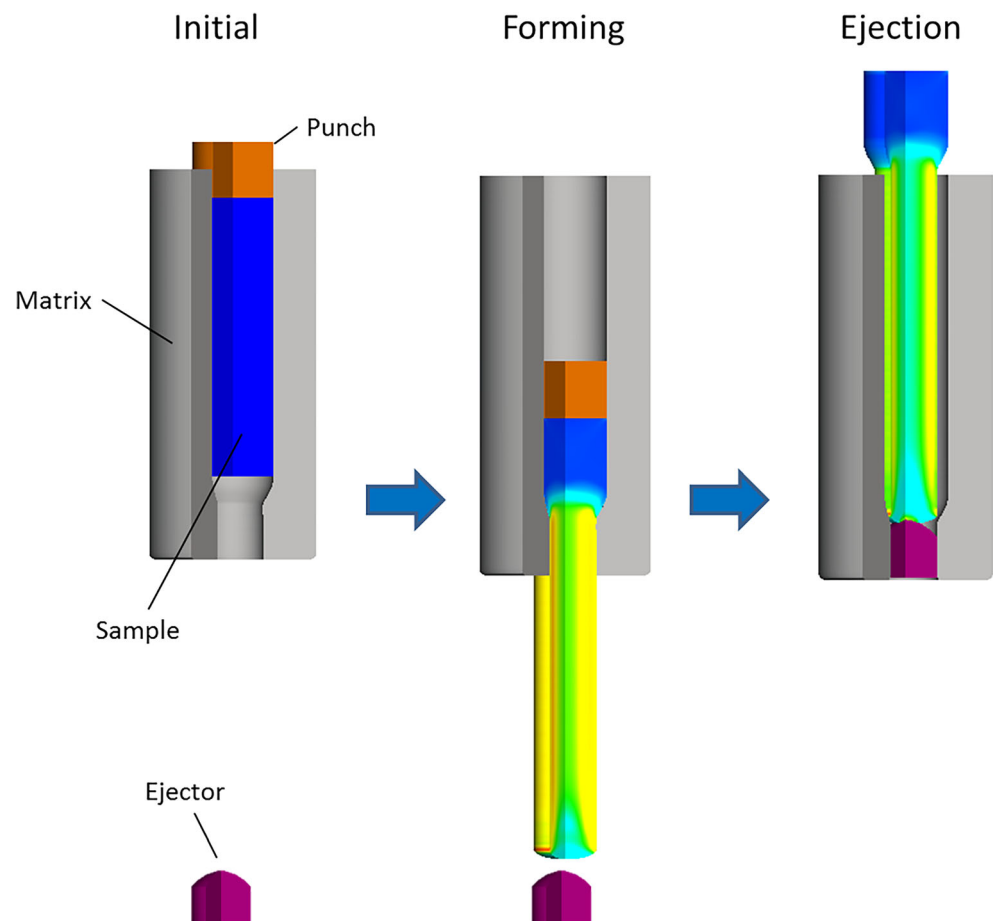 Initial
Forming
Ejection
Punch
Matrix
Sample
Ejector